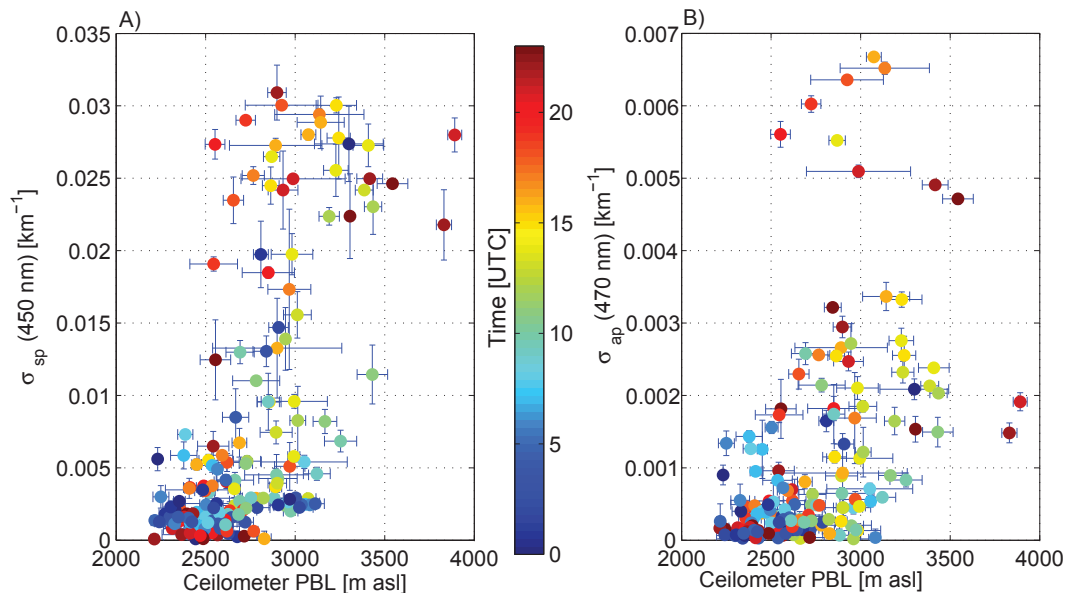 A)
B)
0.035
0.03
0.025
0.02
0.015
0.01
0.005
0
2000 2500 3000 3500 4000
Ceilometer PBL [m asl]
σ sp (450 nm) [km−1]
20
15
10
5
0
Time [UTC]
0.007
0.006
0.005
0.004
0.003
0.002
0.001
0
2000 2500 3000 3500 4000
Ceilometer PBL [m asl]
σ ap (470 nm) [km−1]